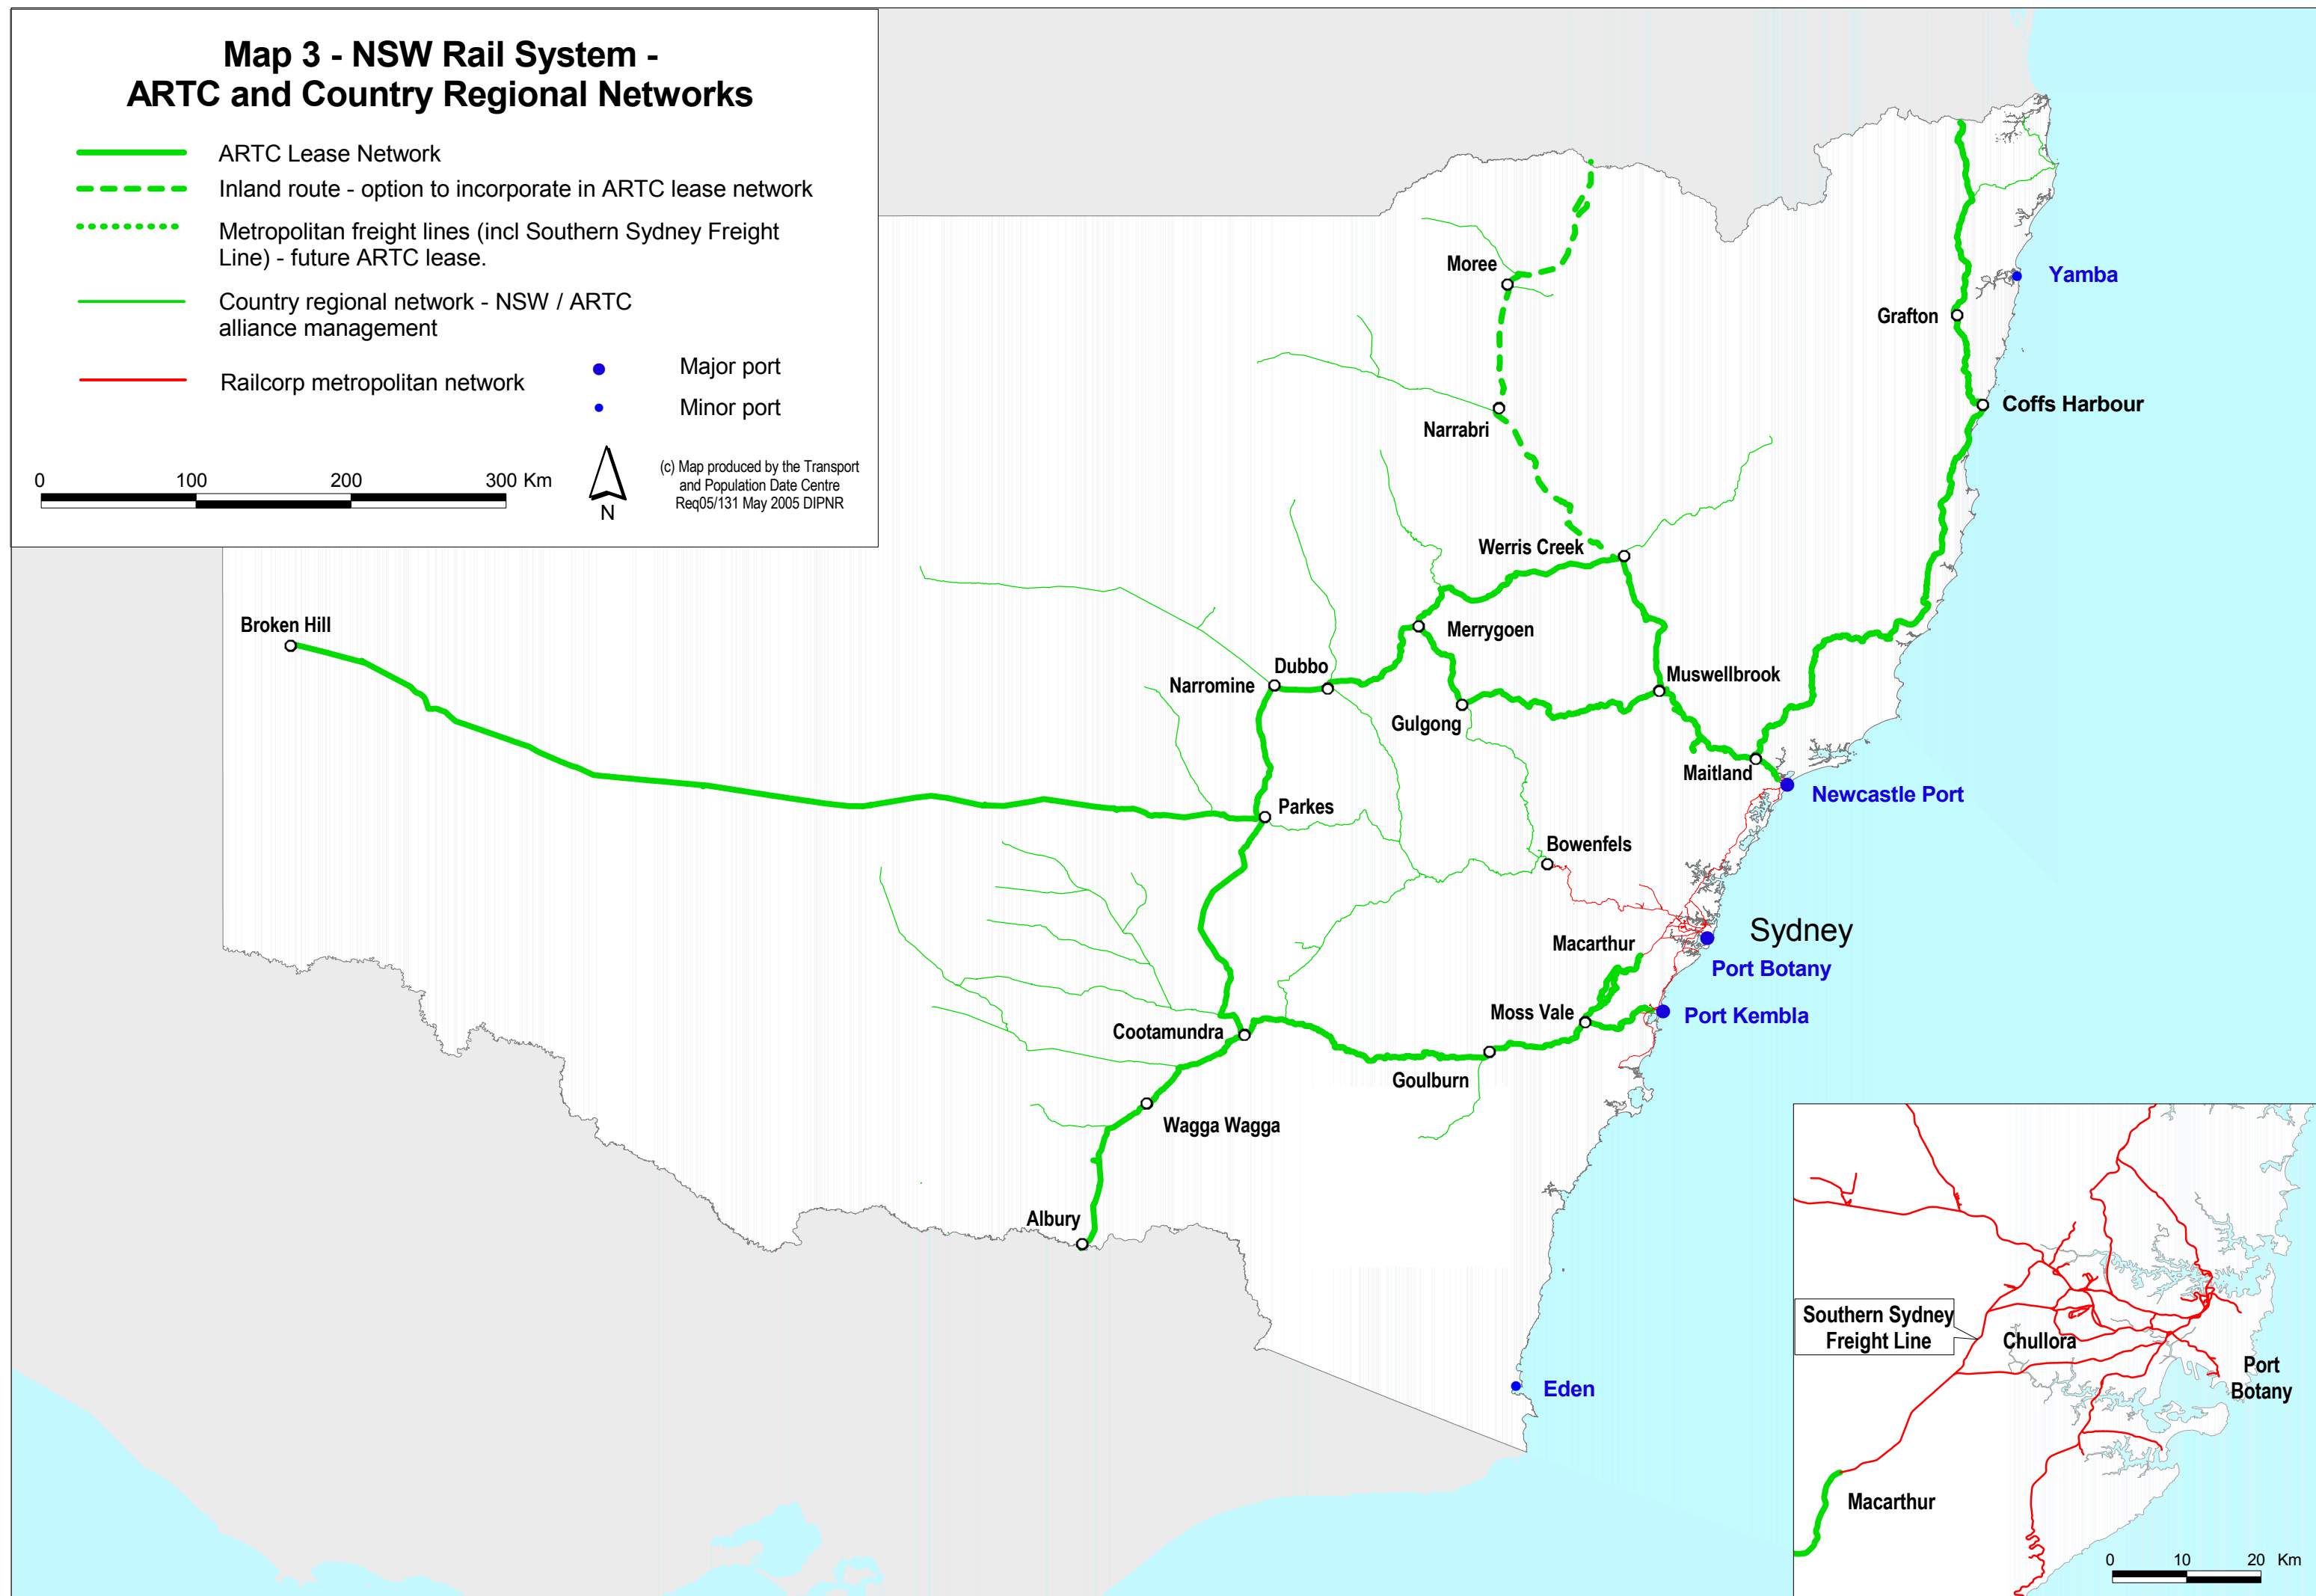 Map 3 - NSW Rail System -
ARTC and Country Regional Networks
ARTC Lease Network
Inland route - option to incorporate in ARTC lease network
Metropolitan freight lines (incl Southern Sydney Freight
Line) - future ARTC lease.
Country regional network - NSW / ARTC
alliance management
Railcorp metropolitan network
Major port
Minor port
0 100 200 300 Km
N
(c) Map produced by the Transport
and Population Date Centre
Req05/131 May 2005 DIPNR
Moree
Yamba
Grafton
Coffs Harbour
Narrabri
Werris Creek
Broken Hill
Merrygoen
Dubbo
Narromine
Muswellbrook
Gulgong
Maitland
Newcastle Port
Parkes
Bowenfels
Sydney
Macarthur
Port Botany
Moss Vale
Port Kembla
Cootamundra
Goulburn
Wagga Wagga
Albury
Eden
Southern Sydney
Freight Line
Chullora
Port
Botany
Macarthur
0 10 20 Km